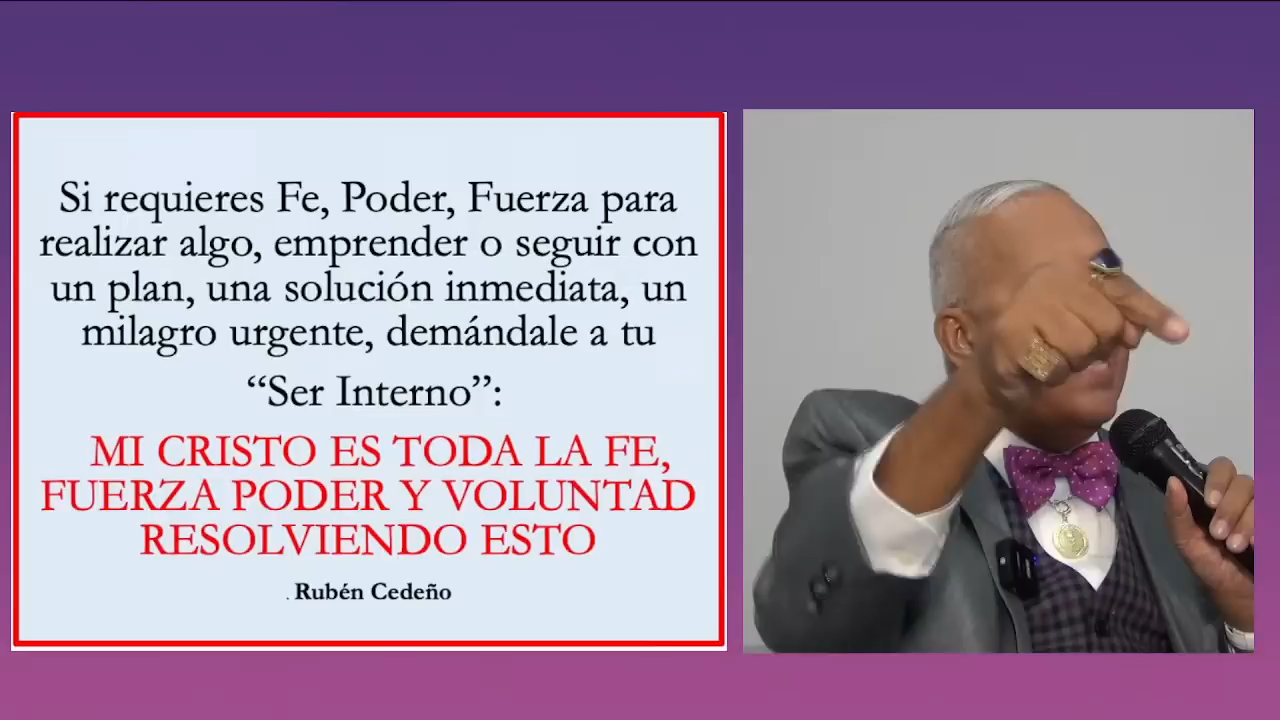 Si requieres Fe, Poder, Fuerza para
realizar algo, emprender o seguir con
un plan, una solución inmediata, un
milagro urgente, demándale a tu
“Ser Interno”:
MI CRISTO ES TODA LA FE,
FUERZA PODER Y VOLUNTAD
RESOLVIENDO ESTO
. Rubén Cedeño